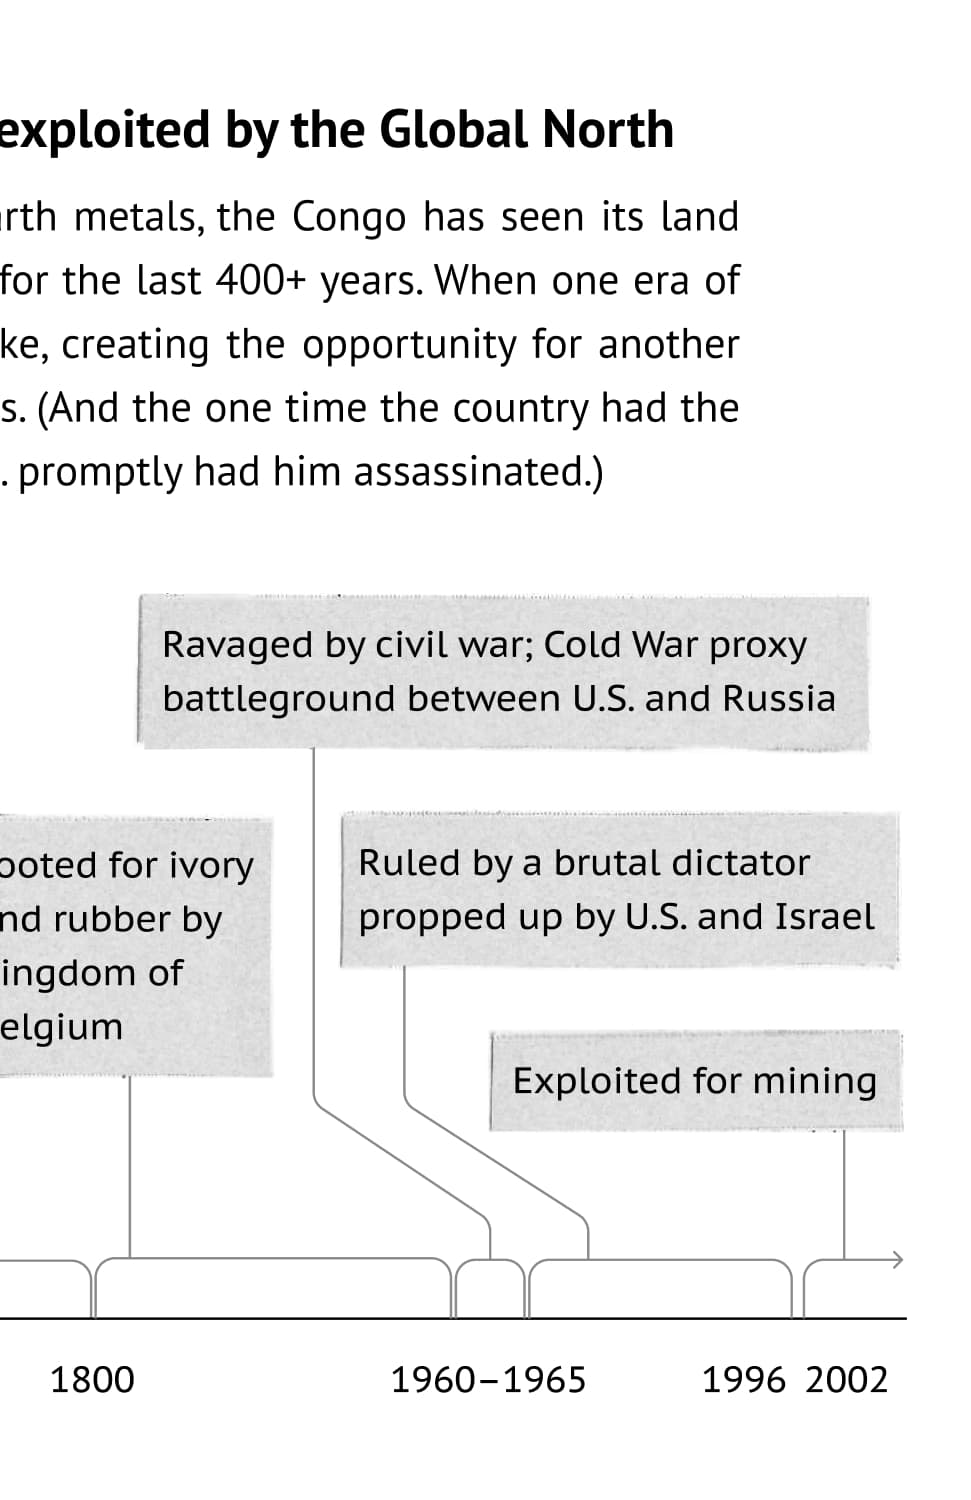 exploited by the Global North
rth metals, the Congo has seen its land
for the last 400+ years. When one era of
ke, creating the opportunity for another
s. (And the one time the country had the
. promptly had him assassinated.)
Ravaged by civil war; Cold War proxy
battleground between U.S. and Russia
ooted for ivory
nd rubber by
ingdom of
elgium
Ruled by a brutal dictator
propped up by U.S. and Israel
Exploited for mining
1800
1960–1965
1996 2002